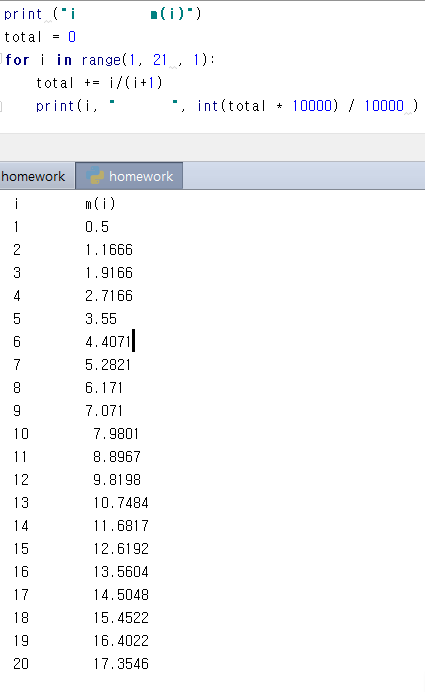 print ("i        m(i)")
total = 0
for i in range(1, 21 , 1):
    total += i/(i+1)
    print(i, "       ", int(total * 10000) / 10000 )
homework homework
i        m(i)
1        0.5
2        1.1666
3        1.9166
4        2.7166
5        3.55
6        4.4071
7        5.2821
8        6.171
9        7.071
10        7.9801
11        8.8967
12        9.8198
13        10.7484
14        11.6817
15        12.6192
16        13.5604
17        14.5048
18        15.4522
19        16.4022
20        17.3546